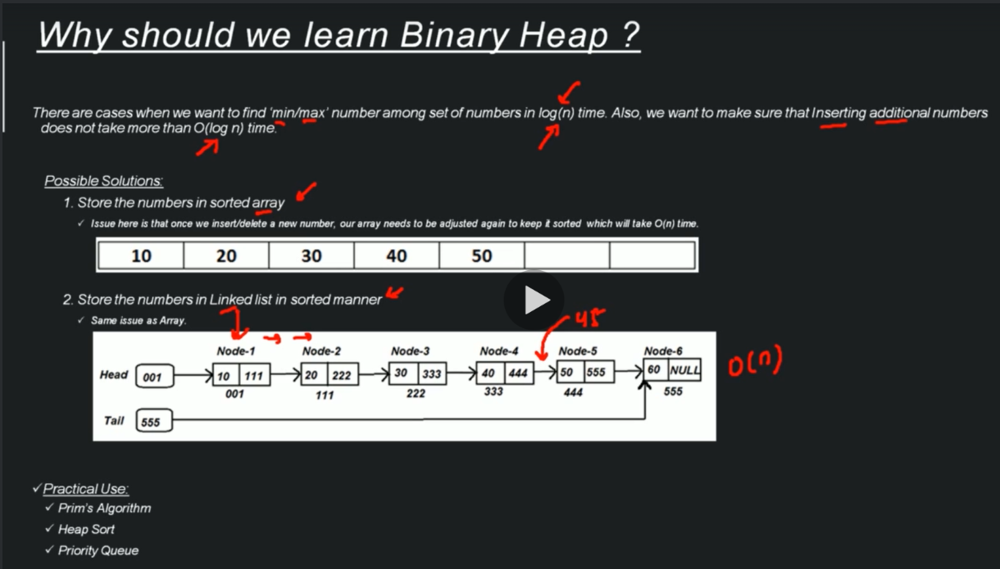 Why should we learn Binary Heap ?
There are cases when we want to find 'min/max' number among set of numbers in log(n) time. Also, we want to make sure that Inserting additional numbers
does not take more than O(log n) time.
Possible Solutions:
1. Store the numbers in sorted array
✓ Issue here is that once we insert/delete a new number, our array needs to be adjusted again to keep it sorted which will take O(n) time.
10 20 30 40 50
2. Store the numbers in Linked list in sorted manner
✓ Same issue as Array.
45
Node-1 Node-2 Node-3 Node-4 Node-5 Node-6
Head 001 10 111 20 222 30 333 40 444 50 555 60 NULL O(n)
001 111 222 333 444 555
Tail 555
✓ Practical Use:
✓ Prim's Algorithm
✓ Heap Sort
✓ Priority Queue